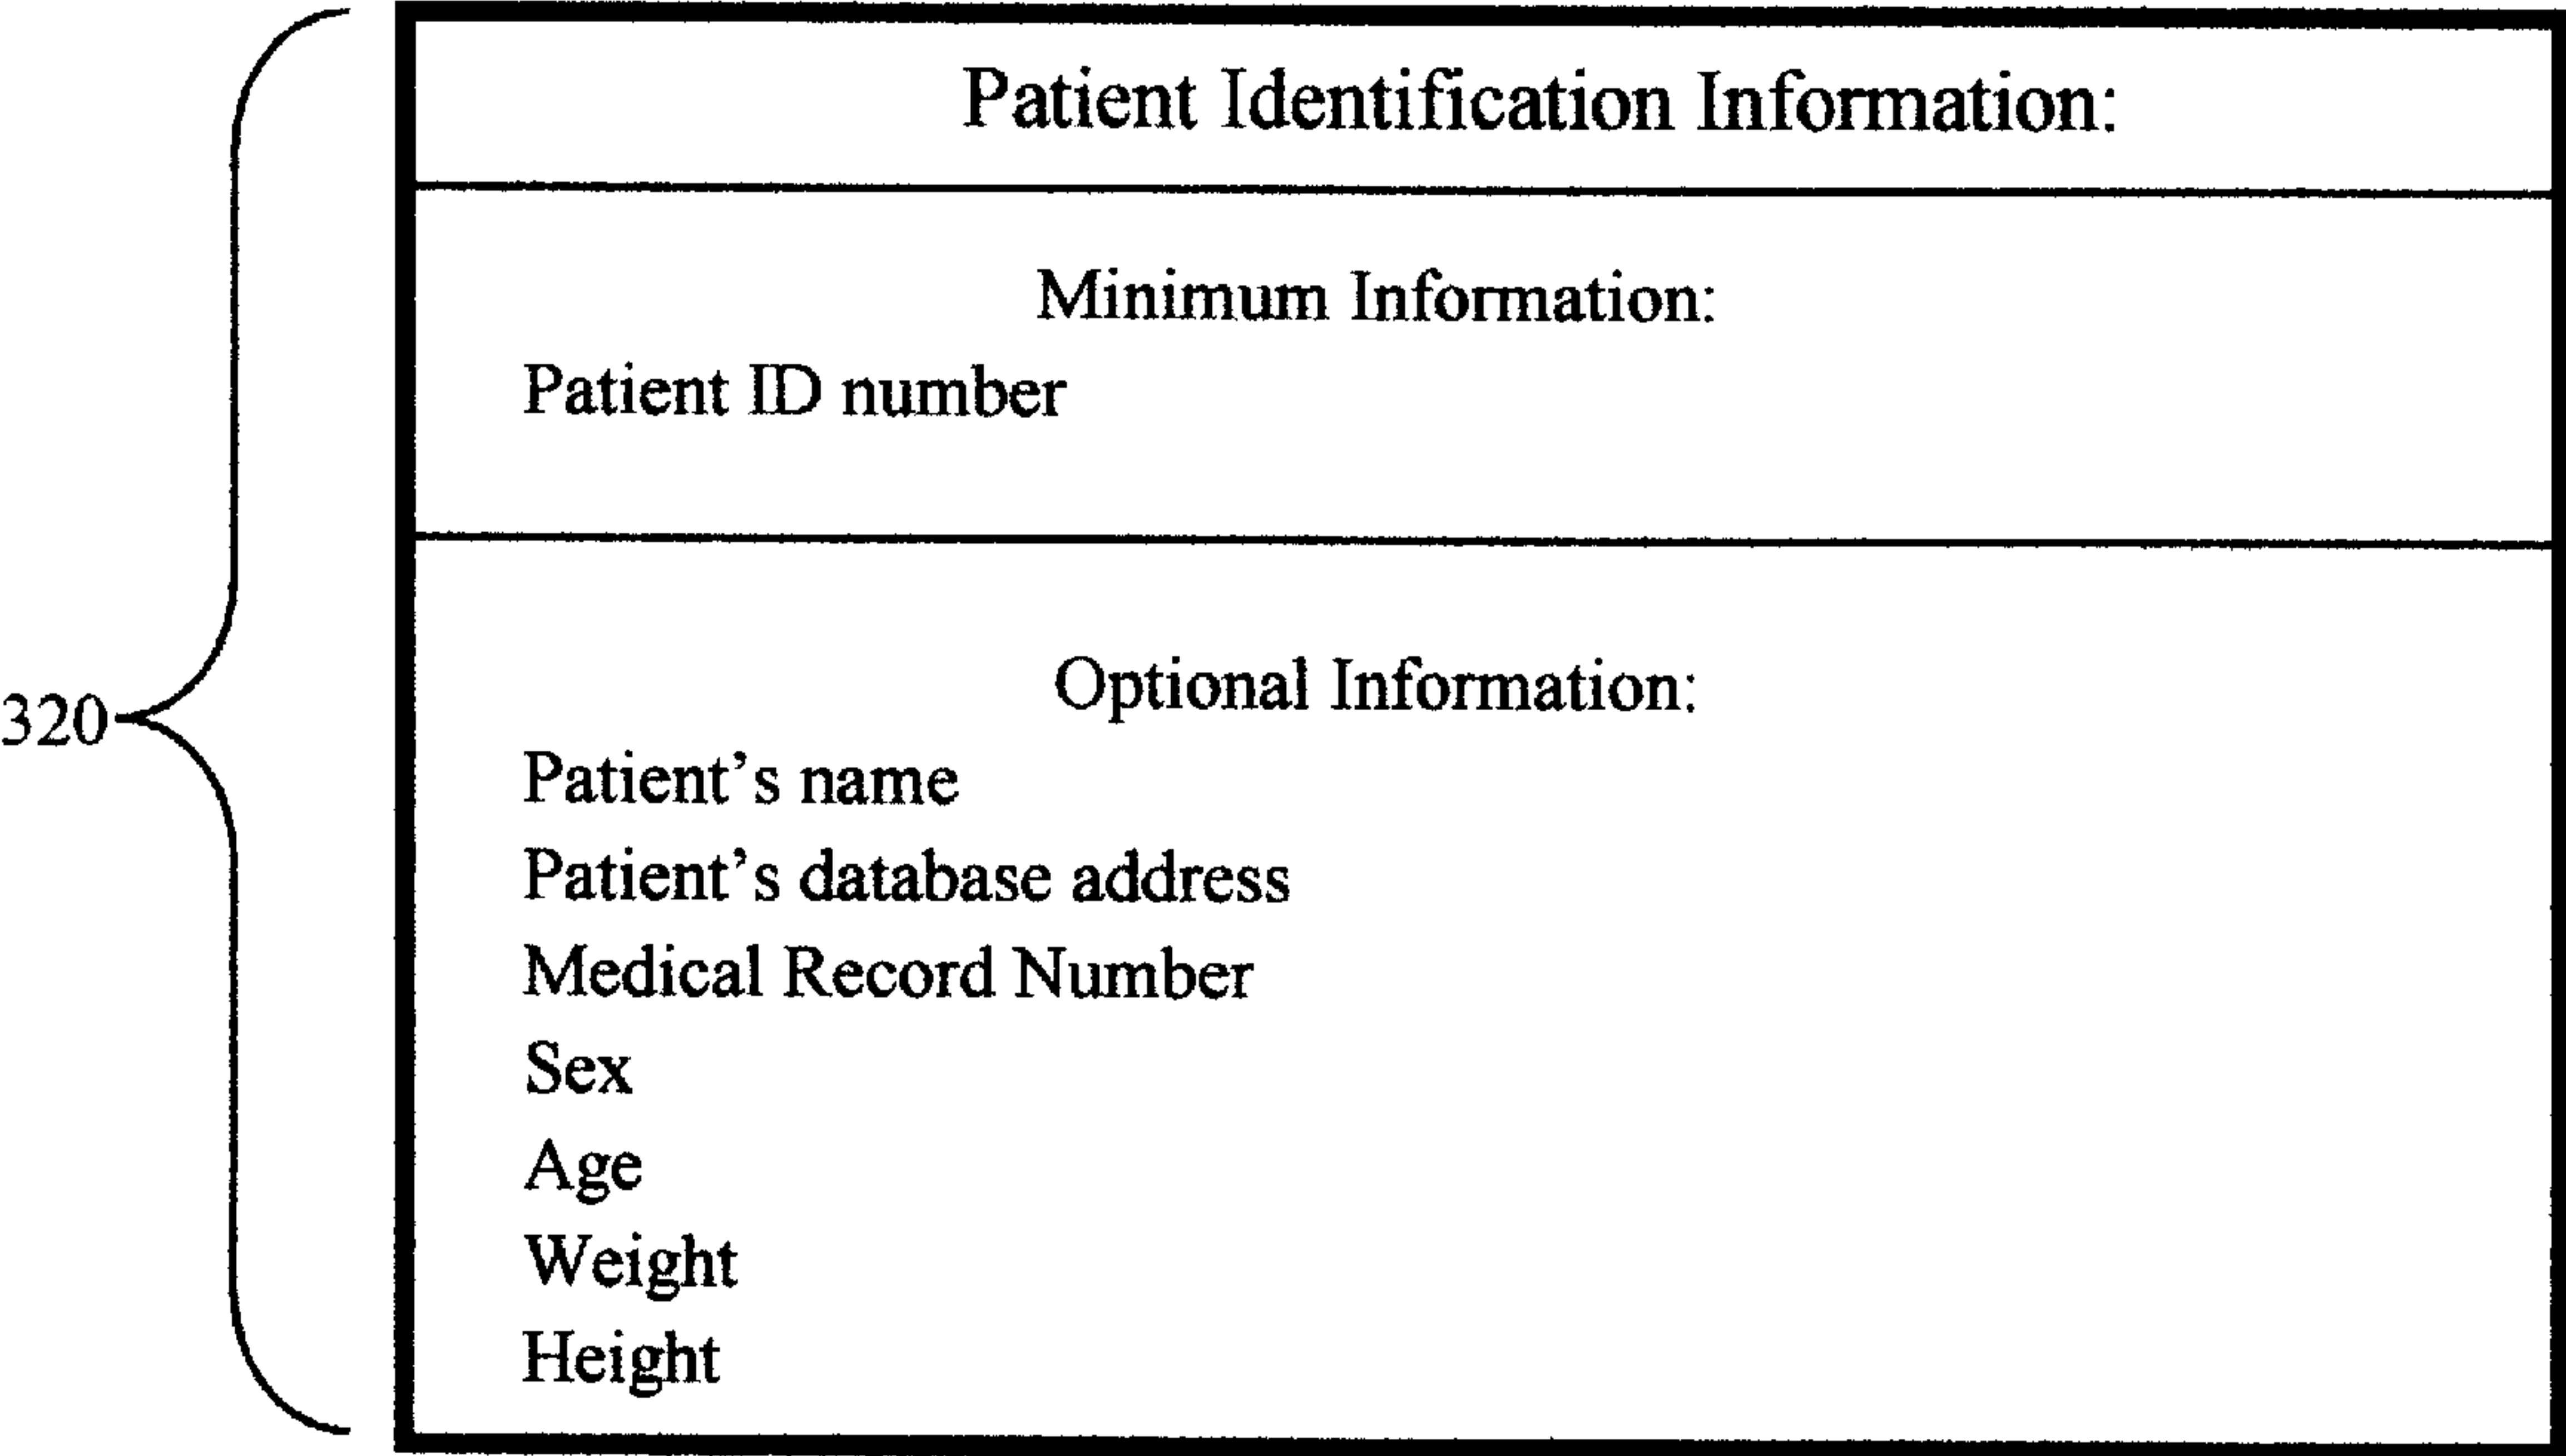 Patient Identification Information:
Minimum Information:
Patient ID number
Optional Information:
320
Patient’s name
Patient’s database address
Medical Record Number
Sex
Age
Weight
Height